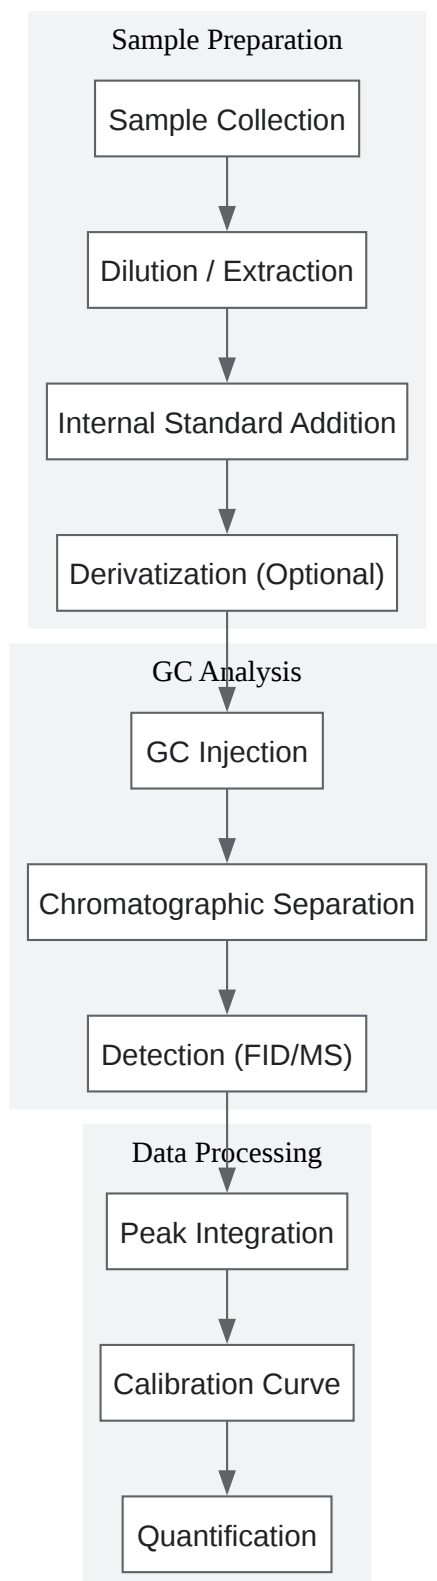 Sample Preparation
Sample Collection
Dilution / Extraction
Internal Standard Addition
Derivatization (Optional)
GC Analysis
GC Injection
Chromatographic Separation
Detection (FID/MS)
Data Processing
Peak Integration
Calibration Curve
Quantification